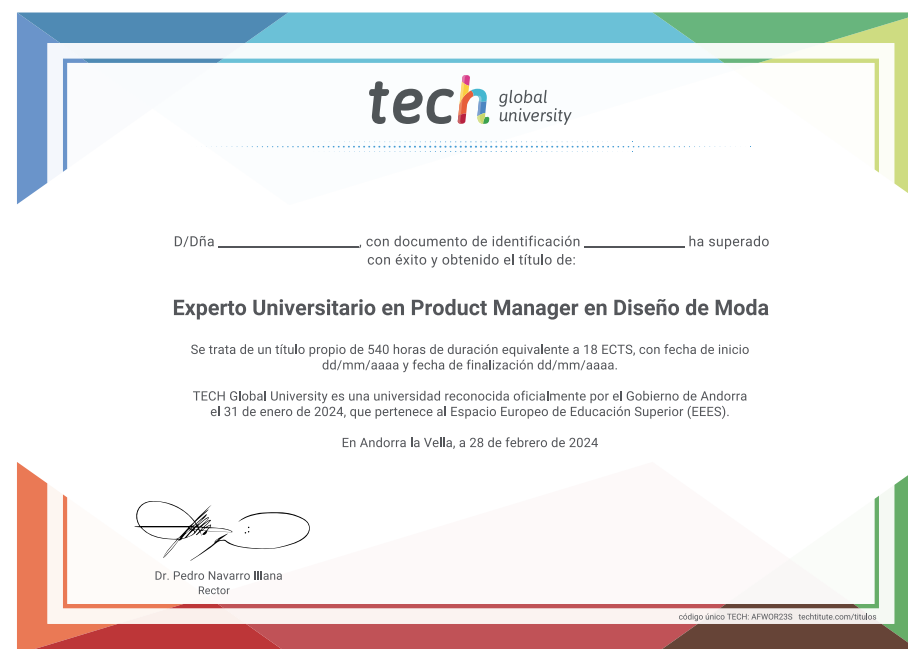 tech global university
D/Dña ____________________, con documento de identificación ______________ ha superado
con éxito y obtenido el título de:
Experto Universitario en Product Manager en Diseño de Moda
Se trata de un título propio de 540 horas de duración equivalente a 18 ECTS, con fecha de inicio
dd/mm/aaaa y fecha de finalización dd/mm/aaaa.
TECH Global University es una universidad reconocida oficialmente por el Gobierno de Andorra
el 31 de enero de 2024, que pertenece al Espacio Europeo de Educación Superior (EEES).
En Andorra la Vella, a 28 de febrero de 2024
Dr. Pedro Navarro Illana
Rector
código único TECH: AFWOR23S techtitute.com/titulos